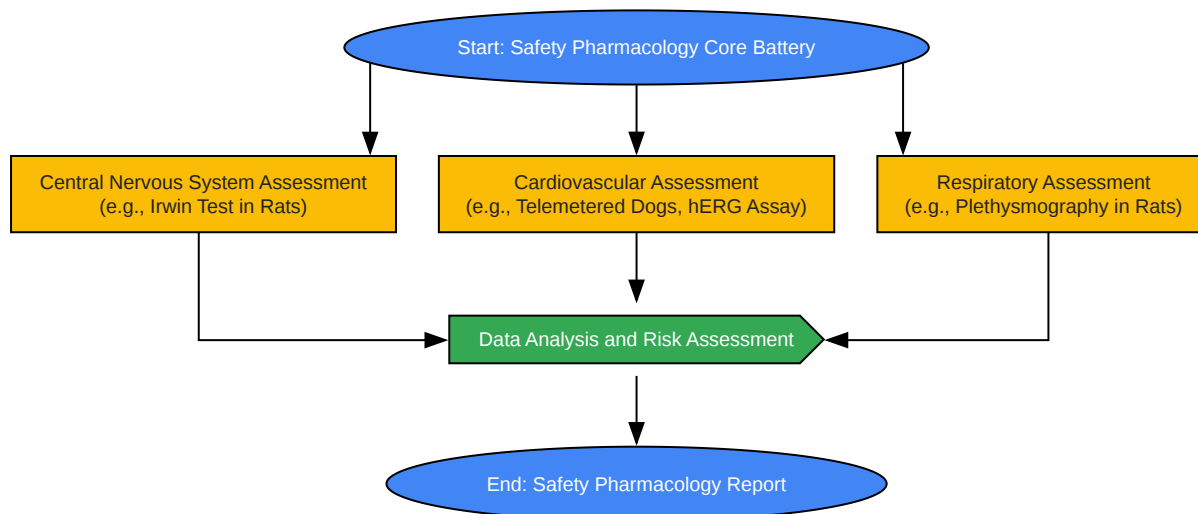 Start: Safety Pharmacology Core Battery
Central Nervous System Assessment
(e.g., Irwin Test in Rats)
Cardiovascular Assessment
(e.g., Telemetered Dogs, hERG Assay)
Respiratory Assessment
(e.g., Plethysmography in Rats)
Data Analysis and Risk Assessment
End: Safety Pharmacology Report